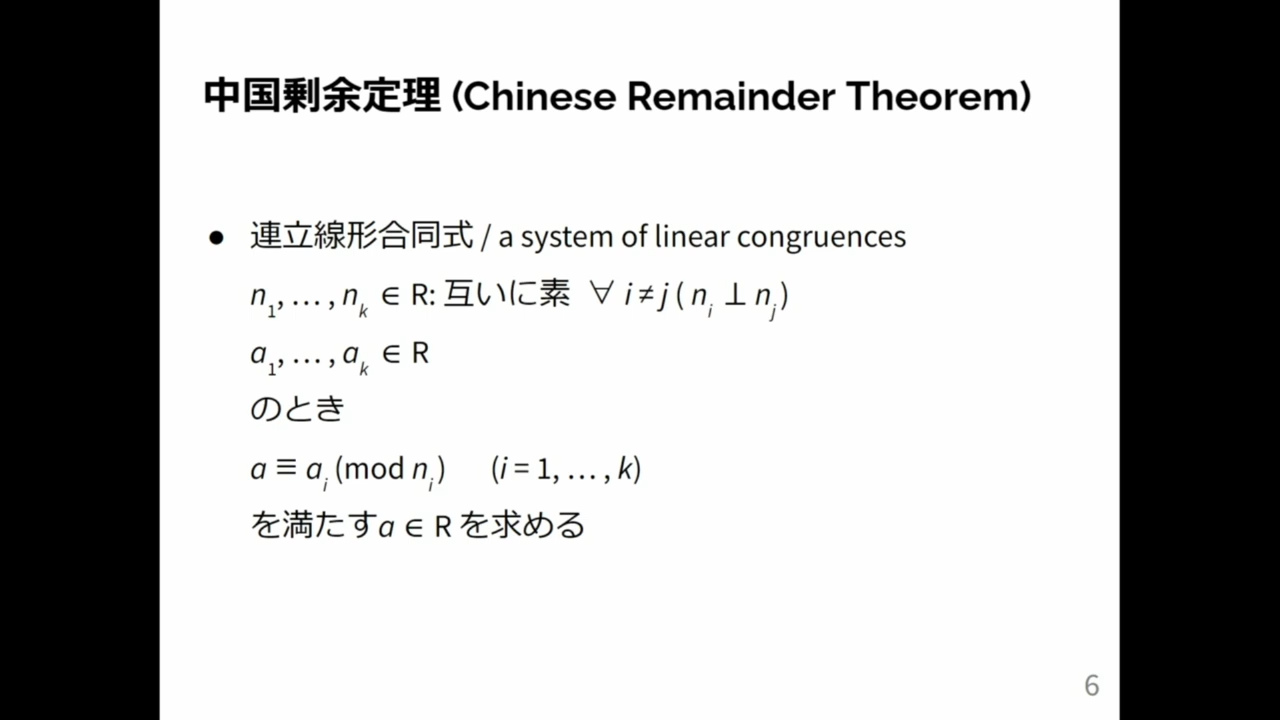 中国剰余定理 (Chinese Remainder Theorem)
● 連立線形合同式 / a system of linear congruences
n₁, … , nₖ ∈ R: 互いに素 ∀ i ≠ j ( nᵢ ⊥ nⱼ )
a₁, … , aₖ ∈ R
のとき
a ≡ aᵢ (mod nᵢ) (i = 1, … , k)
を満たすa ∈ R を求める
6